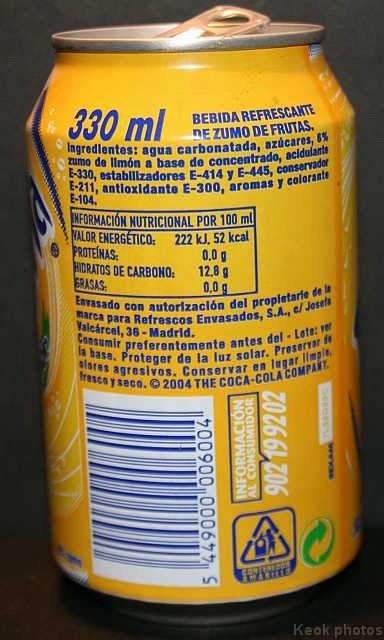 330 ml
BEBIDA REFRESCANTE
DE ZUMO DE FRUTAS.
Ingredientes: agua carbonatada, azúcares, 6%
zumo de limón a base de concentrado, acidulante
E-330, estabilizadores E-414 y E-445, conservador
E-211, antioxidante E-300, aromas y colorante
E-104.
INFORMACIÓN NUTRICIONAL POR 100 ml
VALOR ENERGÉTICO: 222 kJ, 52 kcal
PROTEÍNAS: 0,0 g
HIDRATOS DE CARBONO: 12,8 g
GRASAS: 0,0 g
Envasado con autorización del propietario de la
marca para Refrescos Envasados, S.A., c/ Josefa
Valcárcel, 36 - Madrid.
Consumir preferentemente antes del - Lote: ver
la base. Proteger de la luz solar. Preservar de
olores agresivos. Conservar en lugar limpio,
fresco y seco. © 2004 THE COCA-COLA COMPANY.
INFORMACIÓN
AL CONSUMIDOR
902 19 92 02
5 449000 006004
CONTENEDOR
AMARILLO
REXAM
Keok photos